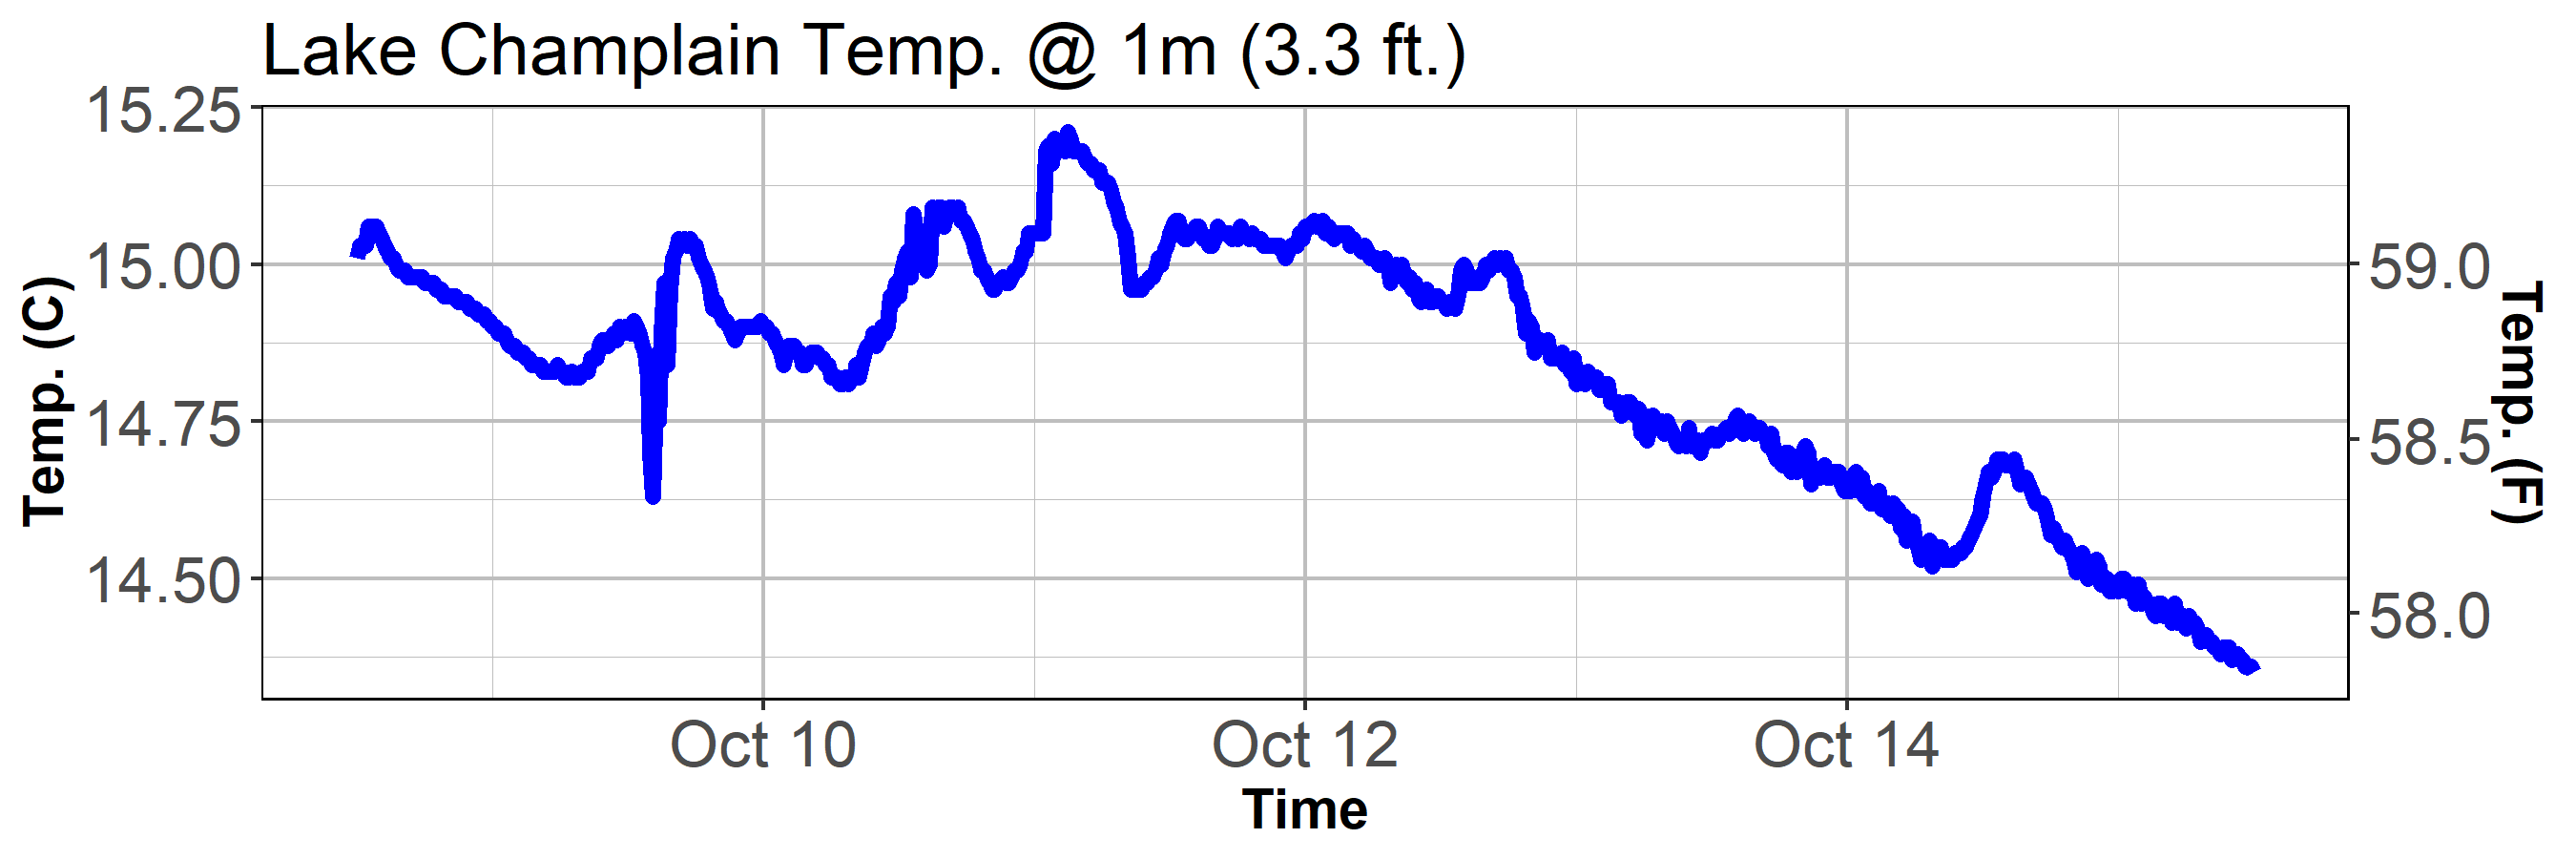 Lake Champlain Temp. @ 1m (3.3 ft.)
15.25
15.00
14.75
14.50
Temp. (C)
59.0
58.5
58.0
Temp. (F)
Oct 10 Oct 12 Oct 14
Time